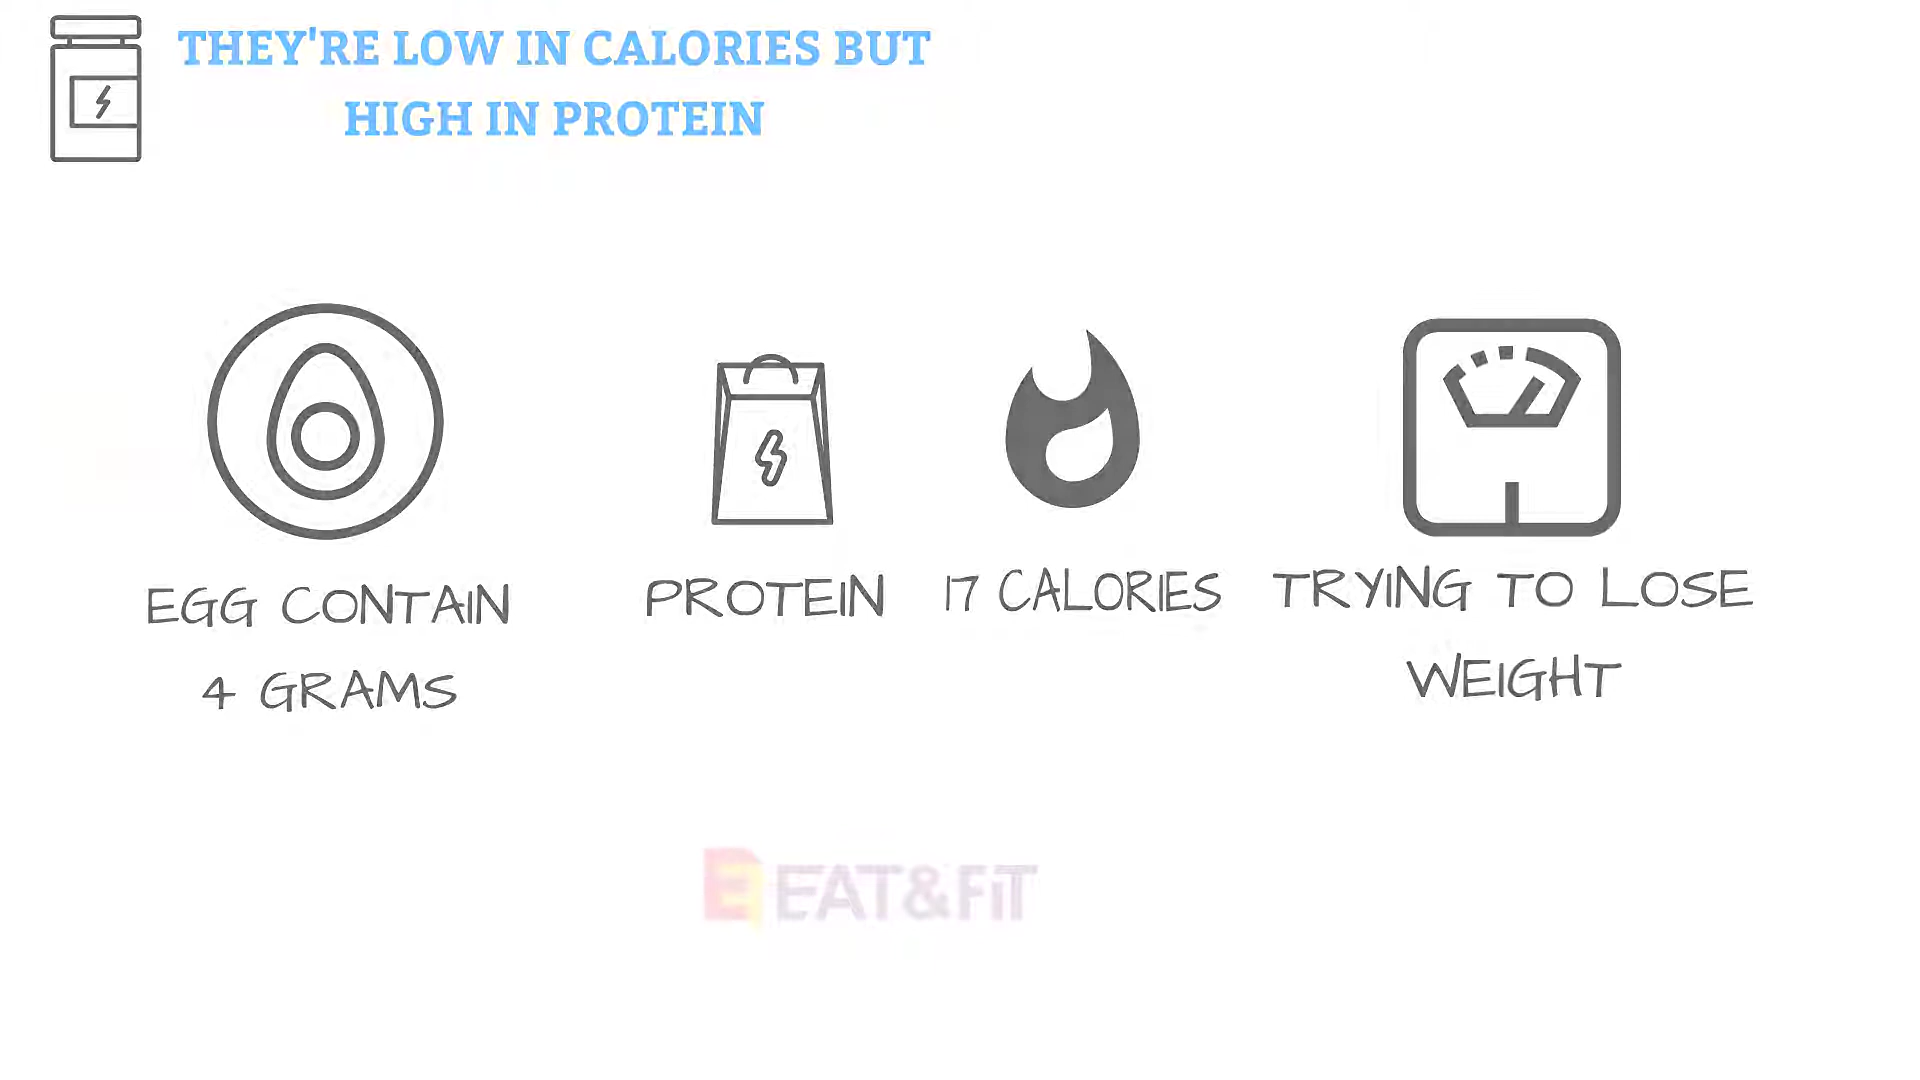 THEY'RE LOW IN CALORIES BUT
HIGH IN PROTEIN
EGG CONTAIN
4 GRAMS
PROTEIN
17 CALORIES
TRYING TO LOSE
WEIGHT
E EAT&FiT